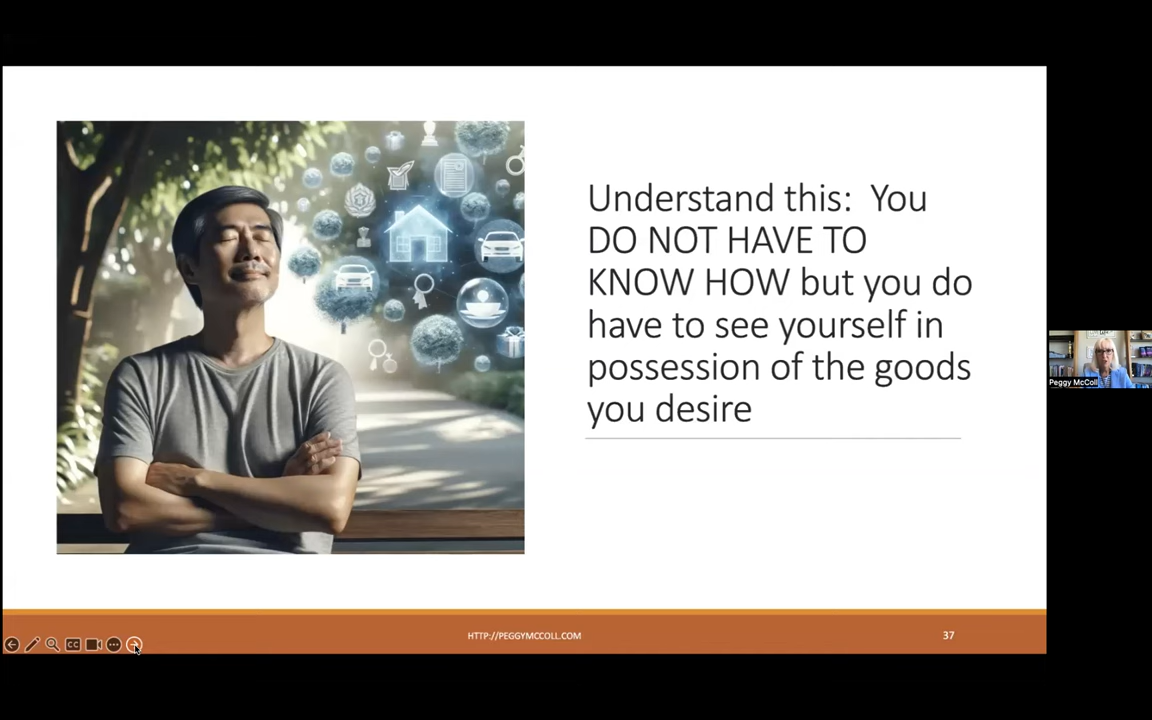 Understand this:  You
DO NOT HAVE TO
KNOW HOW but you do
have to see yourself in
possession of the goods
you desire
Peggy McColl
CC
HTTP://PEGGYMCCOLL.COM
37